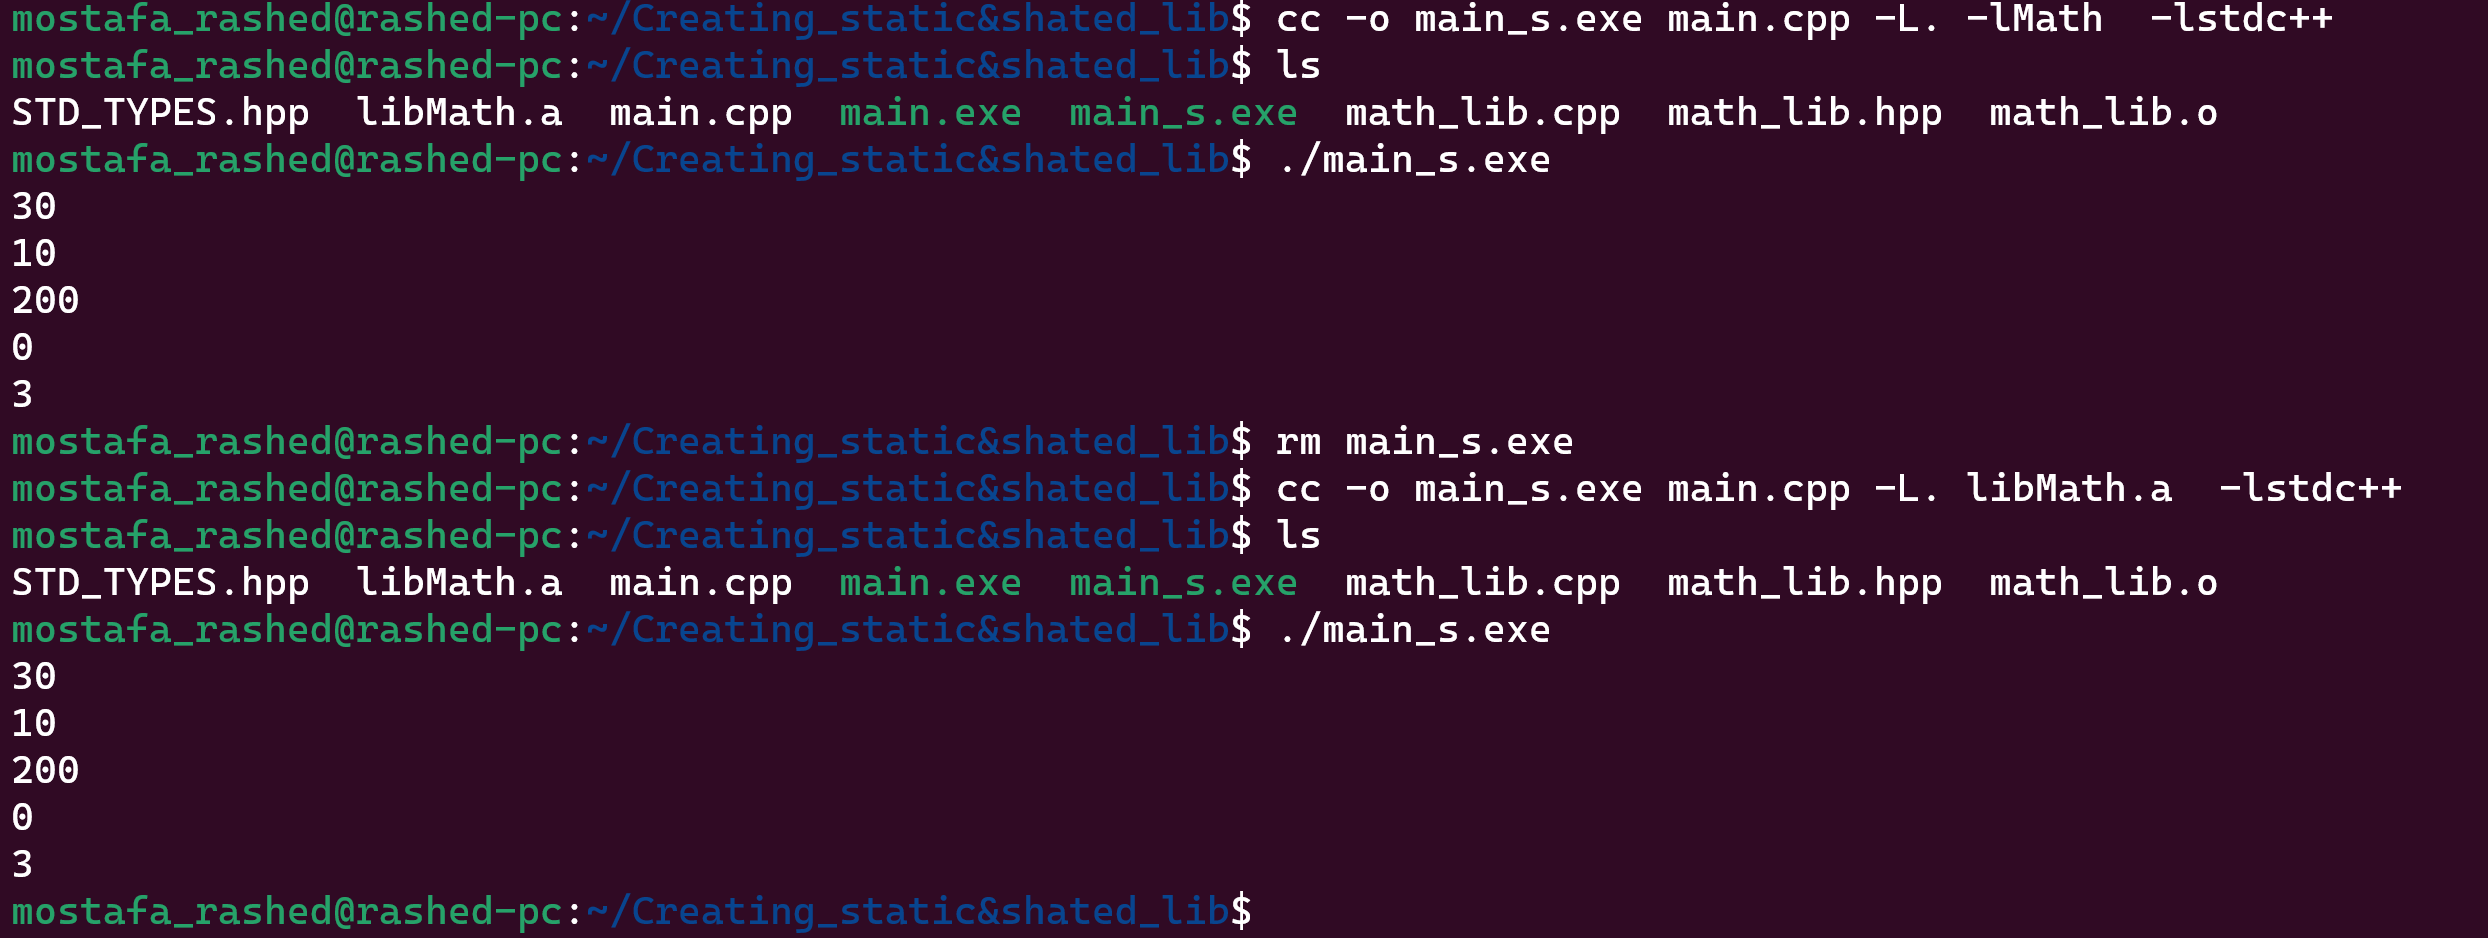 mostafa_rashed@rashed-pc:~/Creating_static&shated_lib$ cc -o main_s.exe main.cpp -L. -lMath  -lstdc++
mostafa_rashed@rashed-pc:~/Creating_static&shated_lib$ ls
STD_TYPES.hpp  libMath.a  main.cpp  main.exe  main_s.exe  math_lib.cpp  math_lib.hpp  math_lib.o
mostafa_rashed@rashed-pc:~/Creating_static&shated_lib$ ./main_s.exe
30
10
200
0
3
mostafa_rashed@rashed-pc:~/Creating_static&shated_lib$ rm main_s.exe
mostafa_rashed@rashed-pc:~/Creating_static&shated_lib$ cc -o main_s.exe main.cpp -L. libMath.a  -lstdc++
mostafa_rashed@rashed-pc:~/Creating_static&shated_lib$ ls
STD_TYPES.hpp  libMath.a  main.cpp  main.exe  main_s.exe  math_lib.cpp  math_lib.hpp  math_lib.o
mostafa_rashed@rashed-pc:~/Creating_static&shated_lib$ ./main_s.exe
30
10
200
0
3
mostafa_rashed@rashed-pc:~/Creating_static&shated_lib$